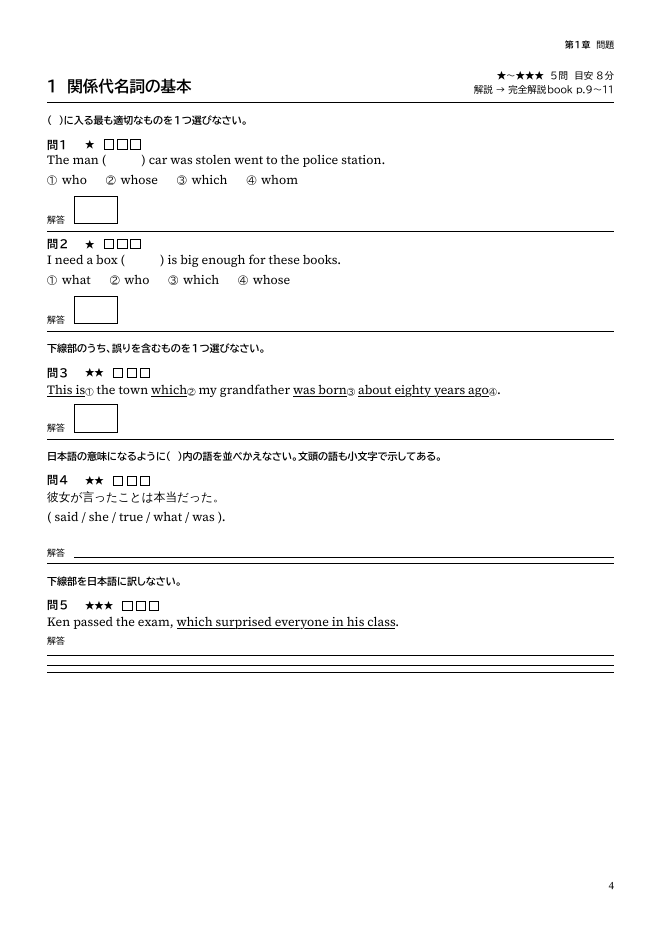 第1章 問題
1 関係代名詞の基本
★～★★★ 5問 目安 8分
解説 → 完全解説book p.9～11
( )に入る最も適切なものを1つ選びなさい。
問1 ★ □□□
The man ( ) car was stolen went to the police station.
① who ② whose ③ which ④ whom
解答
問2 ★ □□□
I need a box ( ) is big enough for these books.
① what ② who ③ which ④ whose
解答
下線部のうち、誤りを含むものを1つ選びなさい。
問3 ★★ □□□
This is① the town which② my grandfather was born③ about eighty years ago④.
解答
日本語の意味になるように( )内の語を並べかえなさい。文頭の語も小文字で示してある。
問4 ★★ □□□
彼女が言ったことは本当だった。
( said / she / true / what / was ).
解答
下線部を日本語に訳しなさい。
問5 ★★★ □□□
Ken passed the exam, which surprised everyone in his class.
解答
4